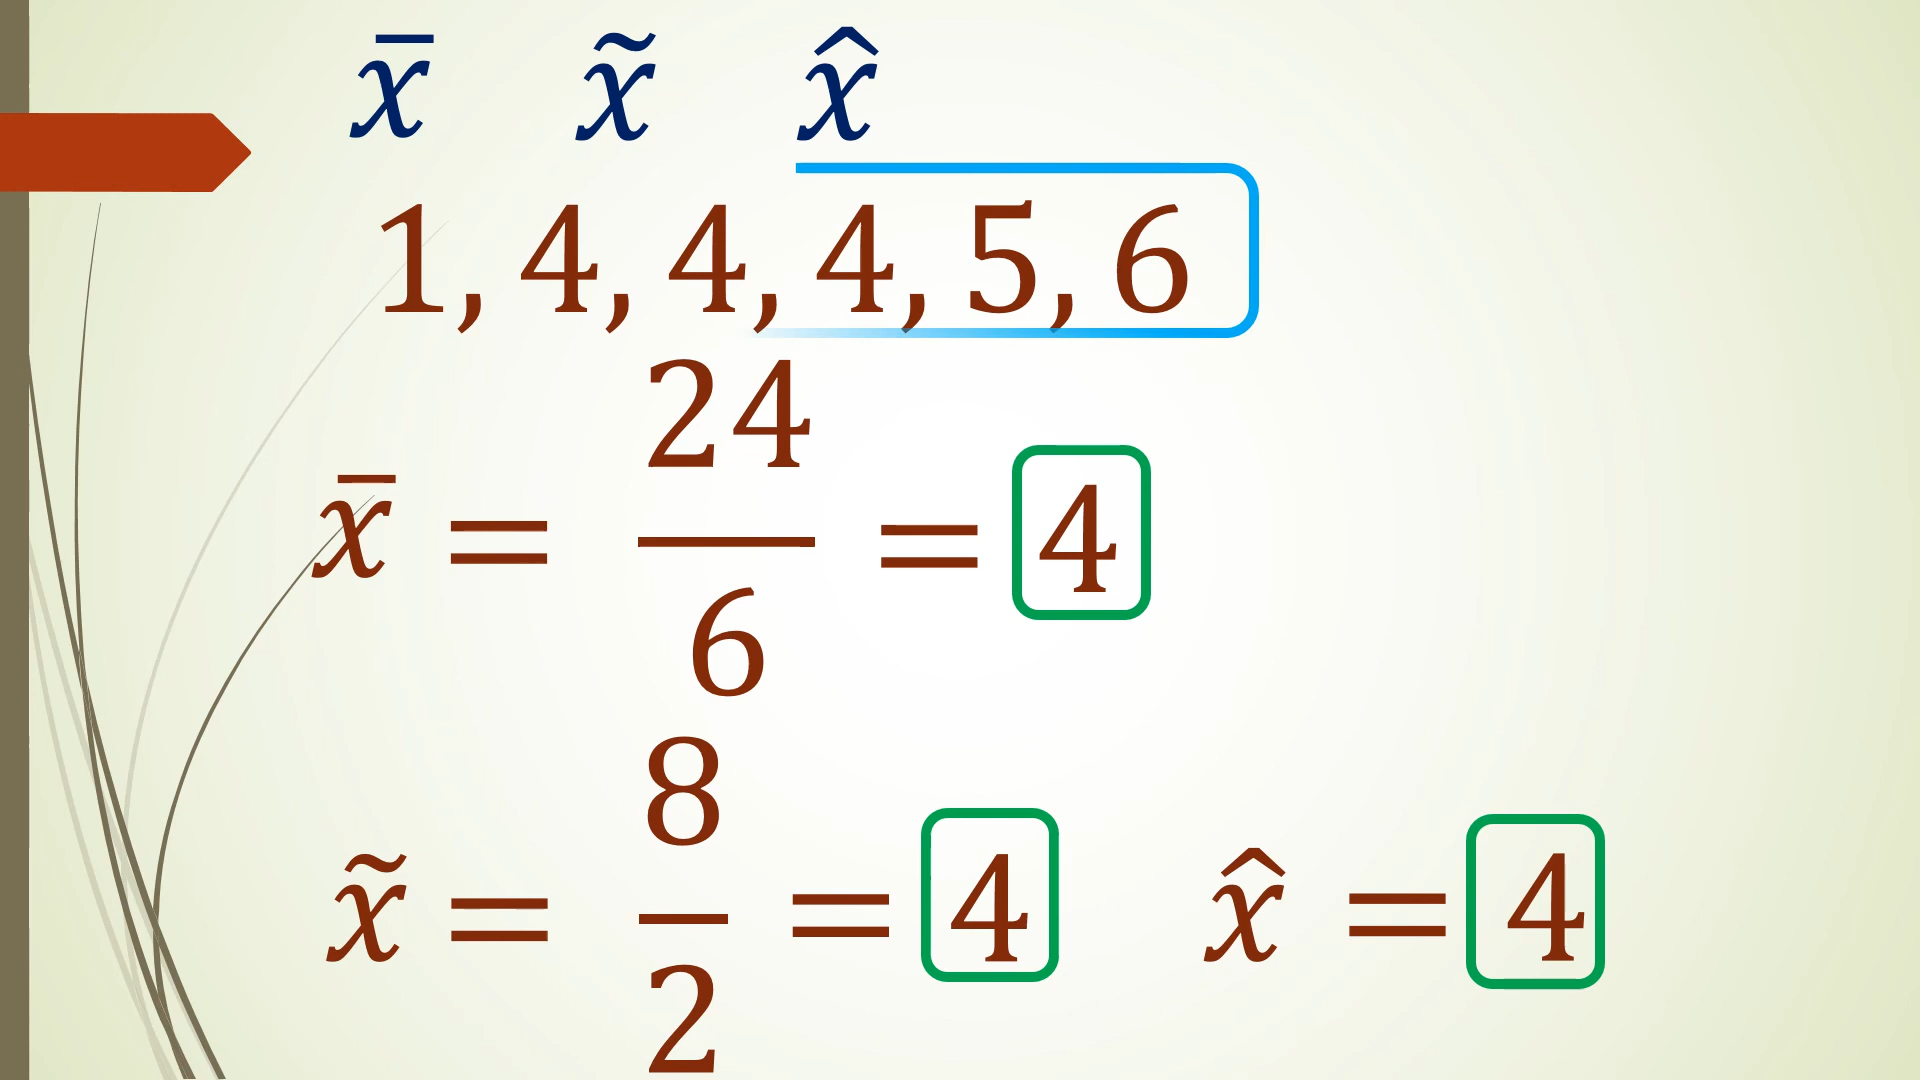 x̄ x̃ x̂
1, 4, 4, 4, 5, 6
x̄ = 24/6 = 4
x̃ = 8/2 = 4 x̂ = 4